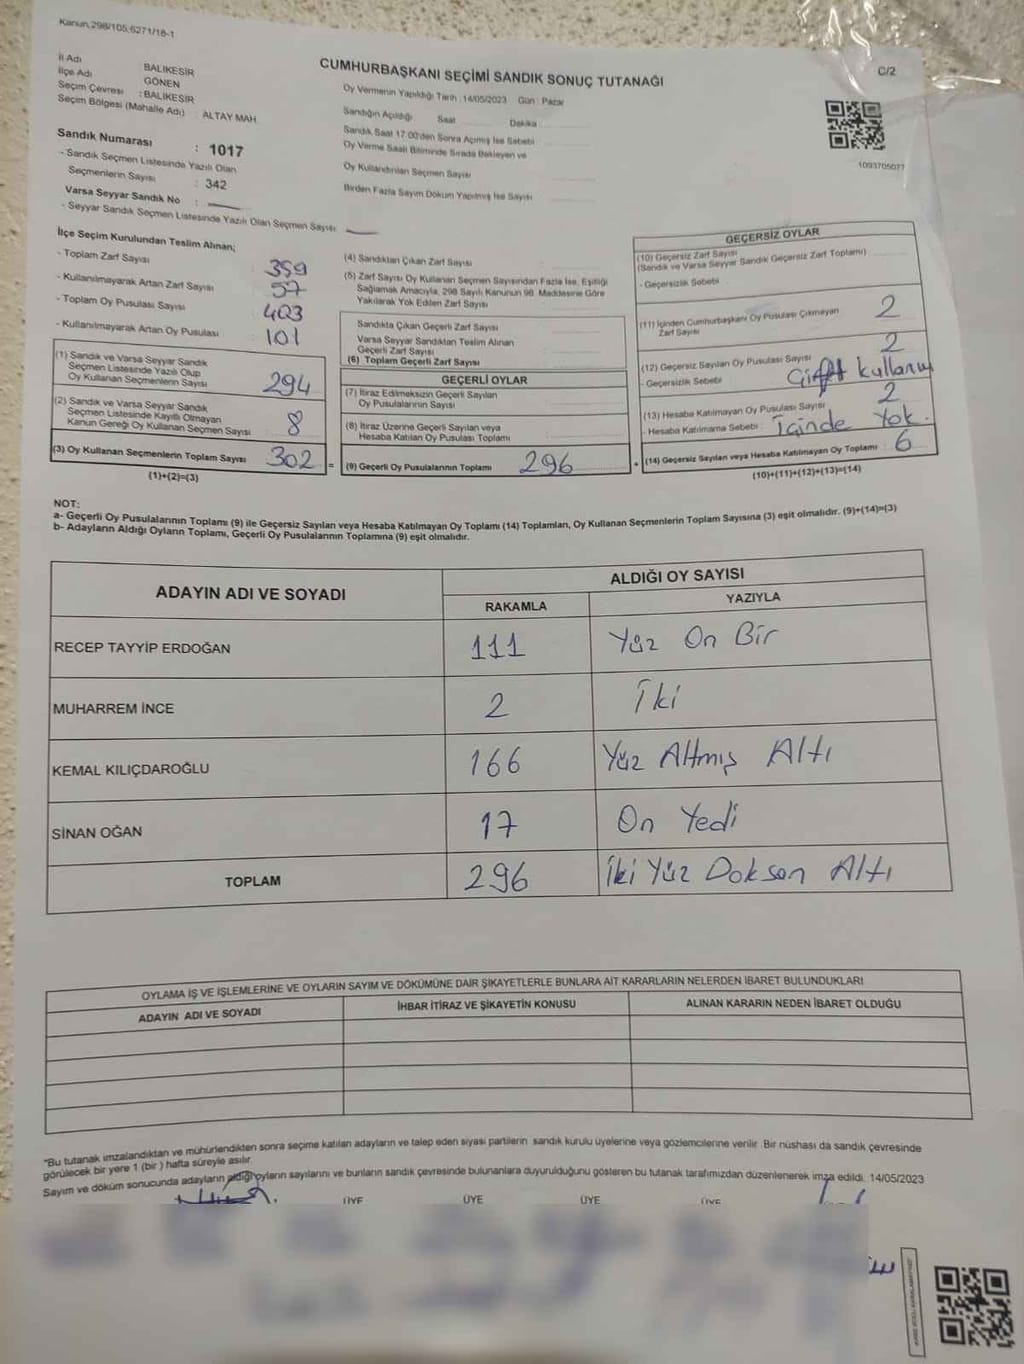 Kanun;298/105;6271/18-1
CUMHURBAŞKANI SEÇİMİ SANDIK SONUÇ TUTANAĞI
C/2
İl Adı BALIKESİR
İlçe Adı GÖNEN
Seçim Çevresi : BALIKESİR
Seçim Bölgesi (Mahalle Adı) : ALTAY MAH.
Oy Vermenin Yapıldığı Tarih : 14/05/2023 Gün : Pazar
Sandığın Açıldığı Saat Dakika
Sandık Saat 17.00'den Sonra Açılmış İse Sebebi
Oy Verme Saati Bitiminde Sırada Bekleyen ve
Oy Kullandırılan Seçmen Sayısı
Birden Fazla Sayım Döküm Yapılmış İse Sayısı
1093705077
Sandık Numarası : 1017
- Sandık Seçmen Listesinde Yazılı Olan
Seçmenlerin Sayısı : 342
Varsa Seyyar Sandık No :
- Seyyar Sandık Seçmen Listesinde Yazılı Olan Seçmen Sayısı:
İlçe Seçim Kurulundan Teslim Alınan;
- Toplam Zarf Sayısı 359
- Kullanılmayarak Artan Zarf Sayısı 57
- Toplam Oy Pusulası Sayısı 403
- Kullanılmayarak Artan Oy Pusulası 101
(1) Sandık ve Varsa Seyyar Sandık
Seçmen Listesinde Yazılı Olup
Oy Kullanan Seçmenlerin Sayısı 294
(2) Sandık ve Varsa Seyyar Sandık
Seçmen Listesinde Kayıtlı Olmayan
Kanun Gereği Oy Kullanan Seçmen Sayısı 8
(3) Oy Kullanan Seçmenlerin Toplam Sayısı 302 =
(1)+(2)=(3)
(4) Sandıktan Çıkan Zarf Sayısı
(5) Zarf Sayısı Oy Kullanan Seçmen Sayısından Fazla İse, Eşitliği
Sağlamak Amacıyla, 298 Sayılı Kanunun 98. Maddesine Göre
Yakılarak Yok Edilen Zarf Sayısı
Sandıkta Çıkan Geçerli Zarf Sayısı
Varsa Seyyar Sandıktan Teslim Alınan
Geçerli Zarf Sayısı
(6) Toplam Geçerli Zarf Sayısı
GEÇERLİ OYLAR
(7) İtiraz Edilmeksizin Geçerli Sayılan
Oy Pusulalarının Sayısı
(8) İtiraz Üzerine Geçerli Sayılan veya
Hesaba Katılan Oy Pusulası Toplamı
(9) Geçerli Oy Pusulalarının Toplamı 296 +
GEÇERSİZ OYLAR
(10) Geçersiz Zarf Sayısı
(Sandık ve Varsa Seyyar Sandık Geçersiz Zarf Toplamı)
- Geçersizlik Sebebi :
(11) İçinden Cumhurbaşkanı Oy Pusulası Çıkmayan
Zarf Sayısı 2
(12) Geçersiz Sayılan Oy Pusulası Sayısı 2
- Geçersizlik Sebebi Çiffet kullanım
(13) Hesaba Katılmayan Oy Pusulası Sayısı 2
- Hesaba Katılmama Sebebi : İçinde Yok.
(14) Geçersiz Sayılan veya Hesaba Katılmayan Oy Toplamı : 6
(10)+(11)+(12)+(13)=(14)
NOT:
a- Geçerli Oy Pusulalarının Toplamı (9) ile Geçersiz Sayılan veya Hesaba Katılmayan Oy Toplamı (14) Toplamları, Oy Kullanan Seçmenlerin Toplam Sayısına (3) eşit olmalıdır. (9)+(14)=(3)
b- Adayların Aldığı Oyların Toplamı, Geçerli Oy Pusulalarının Toplamına (9) eşit olmalıdır.
ADAYIN ADI VE SOYADI ALDIĞI OY SAYISI
RAKAMLA YAZIYLA
RECEP TAYYİP ERDOĞAN 111 Yüz On Bir
MUHARREM İNCE 2 İki
KEMAL KILIÇDAROĞLU 166 Yüz Altmış Altı
SİNAN OĞAN 17 On Yedi
TOPLAM 296 İki Yüz Doksan Altı
OYLAMA İŞ VE İŞLEMLERİNE VE OYLARIN SAYIM VE DÖKÜMÜNE DAİR ŞİKAYETLERLE BUNLARA AİT KARARLARIN NELERDEN İBARET BULUNDUKLARI
ADAYIN ADI VE SOYADI İHBAR İTİRAZ VE ŞİKAYETİN KONUSU ALINAN KARARIN NEDEN İBARET OLDUĞU
"Bu tutanak imzalandıktan ve mühürlendikten sonra seçime katılan adayların ve talep eden siyasi partilerin sandık kurulu üyelerine veya gözlemcilerine verilir. Bir nüshası da sandık çevresinde
görülecek bir yere 1 (bir) hafta süreyle asılır.
Sayım ve döküm sonucunda adayların aldığı oyların sayılarını ve bunların sandık çevresinde bulunanlara duyurulduğunu gösteren bu tutanak tarafımızdan düzenlenerek imza edildi. 14/05/2023
ÜYE ÜYE ÜYE ÜYE